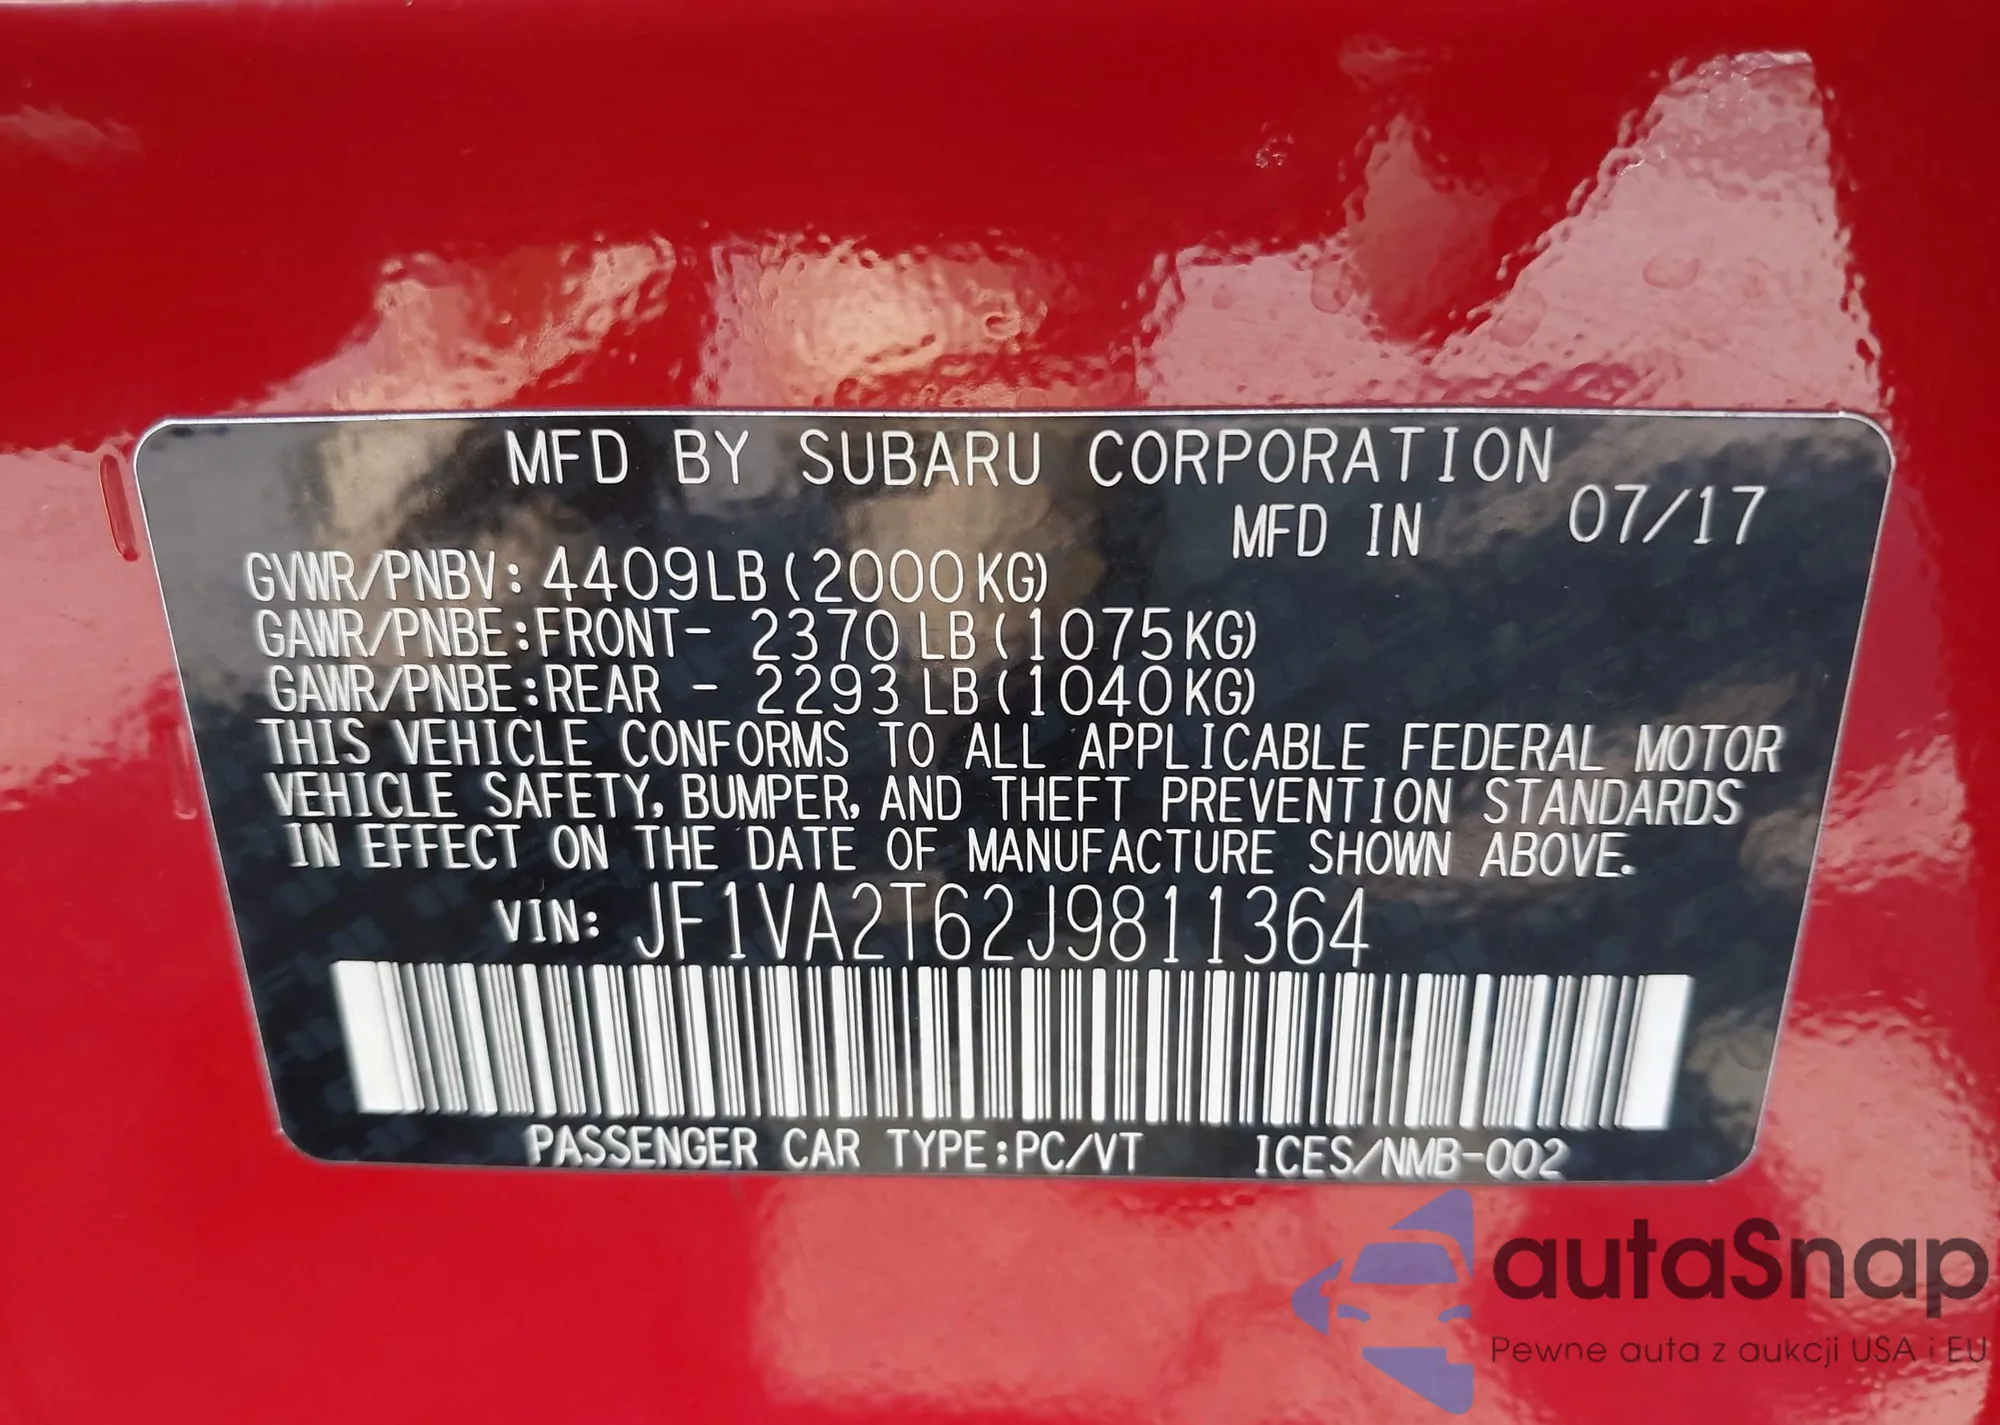 MFD BY SUBARU CORPORATION
MFD IN 07/17
GVWR/PNBV: 4409LB (2000KG)
GAWR/PNBE:FRONT- 2370 LB (1075KG)
GAWR/PNBE:REAR - 2293 LB (1040KG)
THIS VEHICLE CONFORMS TO ALL APPLICABLE FEDERAL MOTOR
VEHICLE SAFETY, BUMPER, AND THEFT PREVENTION STANDARDS
IN EFFECT ON THE DATE OF MANUFACTURE SHOWN ABOVE.
VIN: JF1VA2T62J9811364
PASSENGER CAR TYPE:PC/VT ICES/NMB-002
autaSnap
Pewne auta z aukcji USA i EU